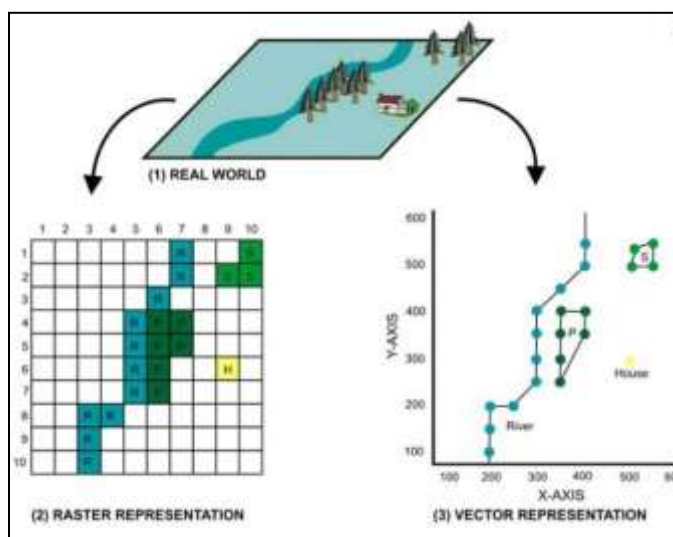 (1) REAL WORLD
1 2 3 4 5 6 7 8 9 10
1 R S
2 R S S
3 R
4 R P P
5 R P P
6 R P H
7 R P
8 R R
9 R
10 R
(2) RASTER REPRESENTATION
600
500
400
300
200
100
Y-AXIS
S
P
House
River
100 200 300 400 500
X-AXIS
(3) VECTOR REPRESENTATION